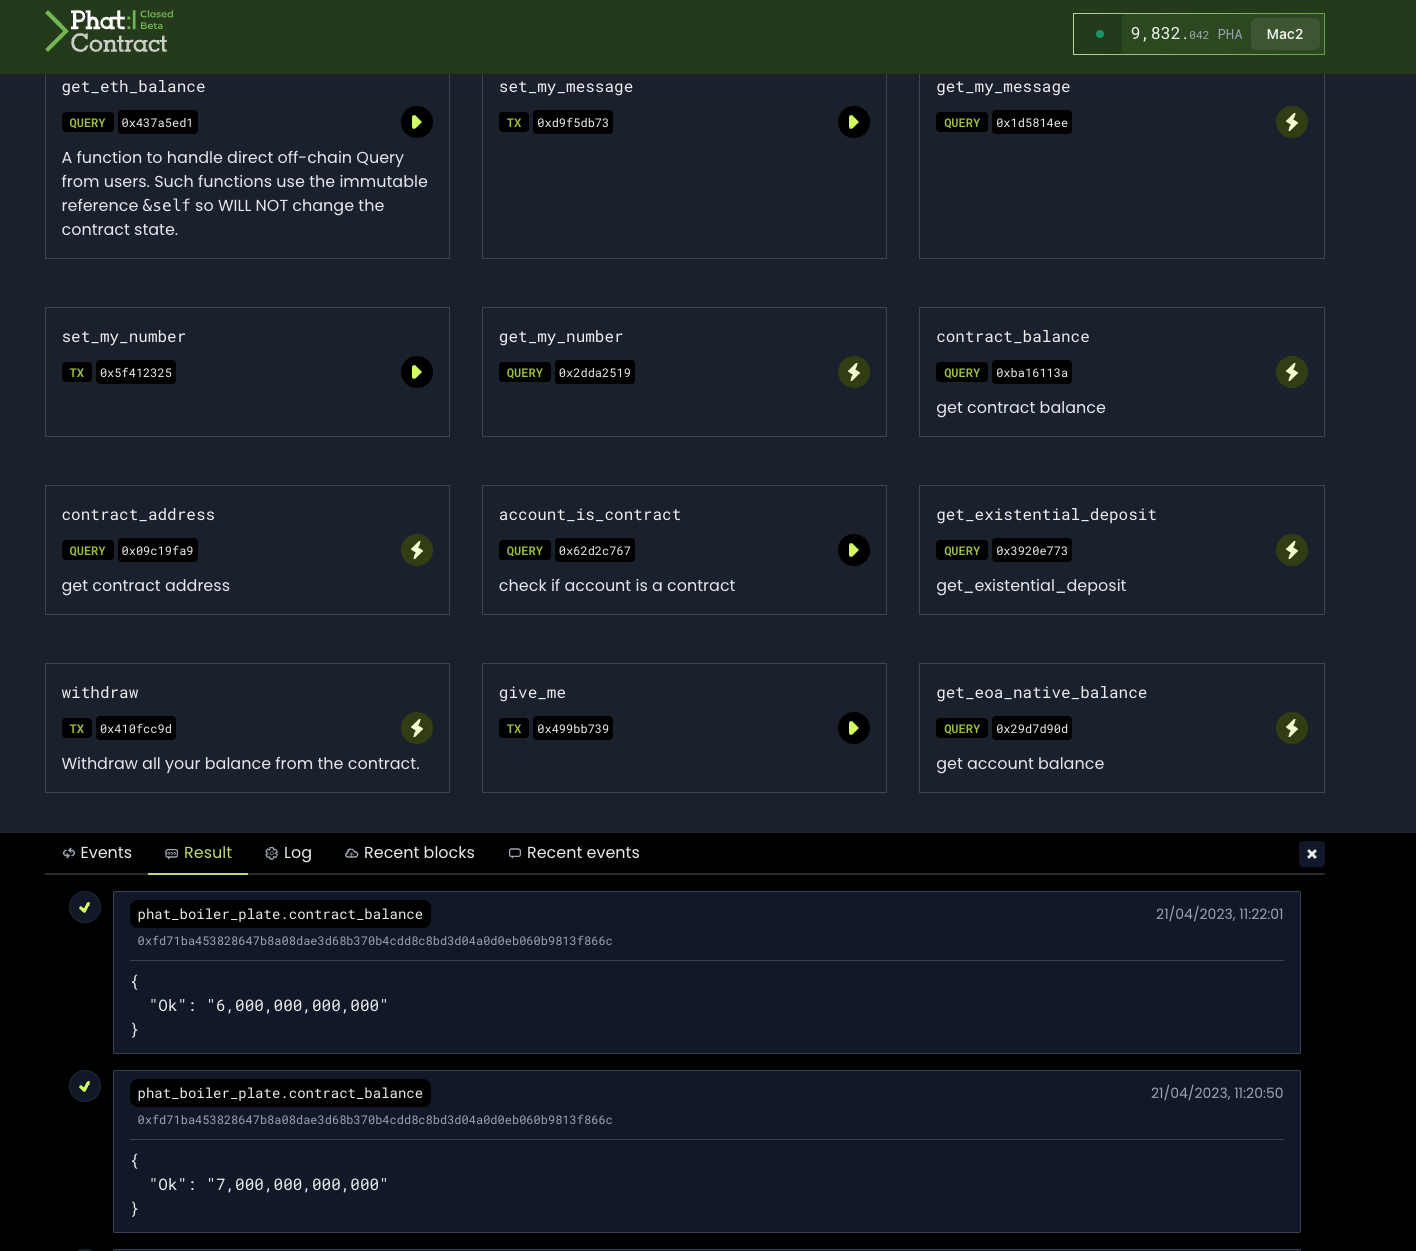 Phat Closed
Beta
Contract
9,832.042 PHA Mac2
get_eth_balance
QUERY 0x437a5ed1
A function to handle direct off-chain Query
from users. Such functions use the immutable
reference &self so WILL NOT change the
contract state.
set_my_message
TX 0xd9f5db73
get_my_message
QUERY 0x1d5814ee
set_my_number
TX 0x5f412325
get_my_number
QUERY 0x2dda2519
contract_balance
QUERY 0xba16113a
get contract balance
contract_address
QUERY 0x09c19fa9
get contract address
account_is_contract
QUERY 0x62d2c767
check if account is a contract
get_existential_deposit
QUERY 0x3920e773
get_existential_deposit
withdraw
TX 0x410fcc9d
Withdraw all your balance from the contract.
give_me
TX 0x499bb739
get_eoa_native_balance
QUERY 0x29d7d90d
get account balance
Events Result Log Recent blocks Recent events
phat_boiler_plate.contract_balance 21/04/2023, 11:22:01
0xfd71ba453828647b8a08dae3d68b370b4cdd8c8bd3d04a0d0eb060b9813f866c
{
"Ok": "6,000,000,000,000"
}
phat_boiler_plate.contract_balance 21/04/2023, 11:20:50
0xfd71ba453828647b8a08dae3d68b370b4cdd8c8bd3d04a0d0eb060b9813f866c
{
"Ok": "7,000,000,000,000"
}